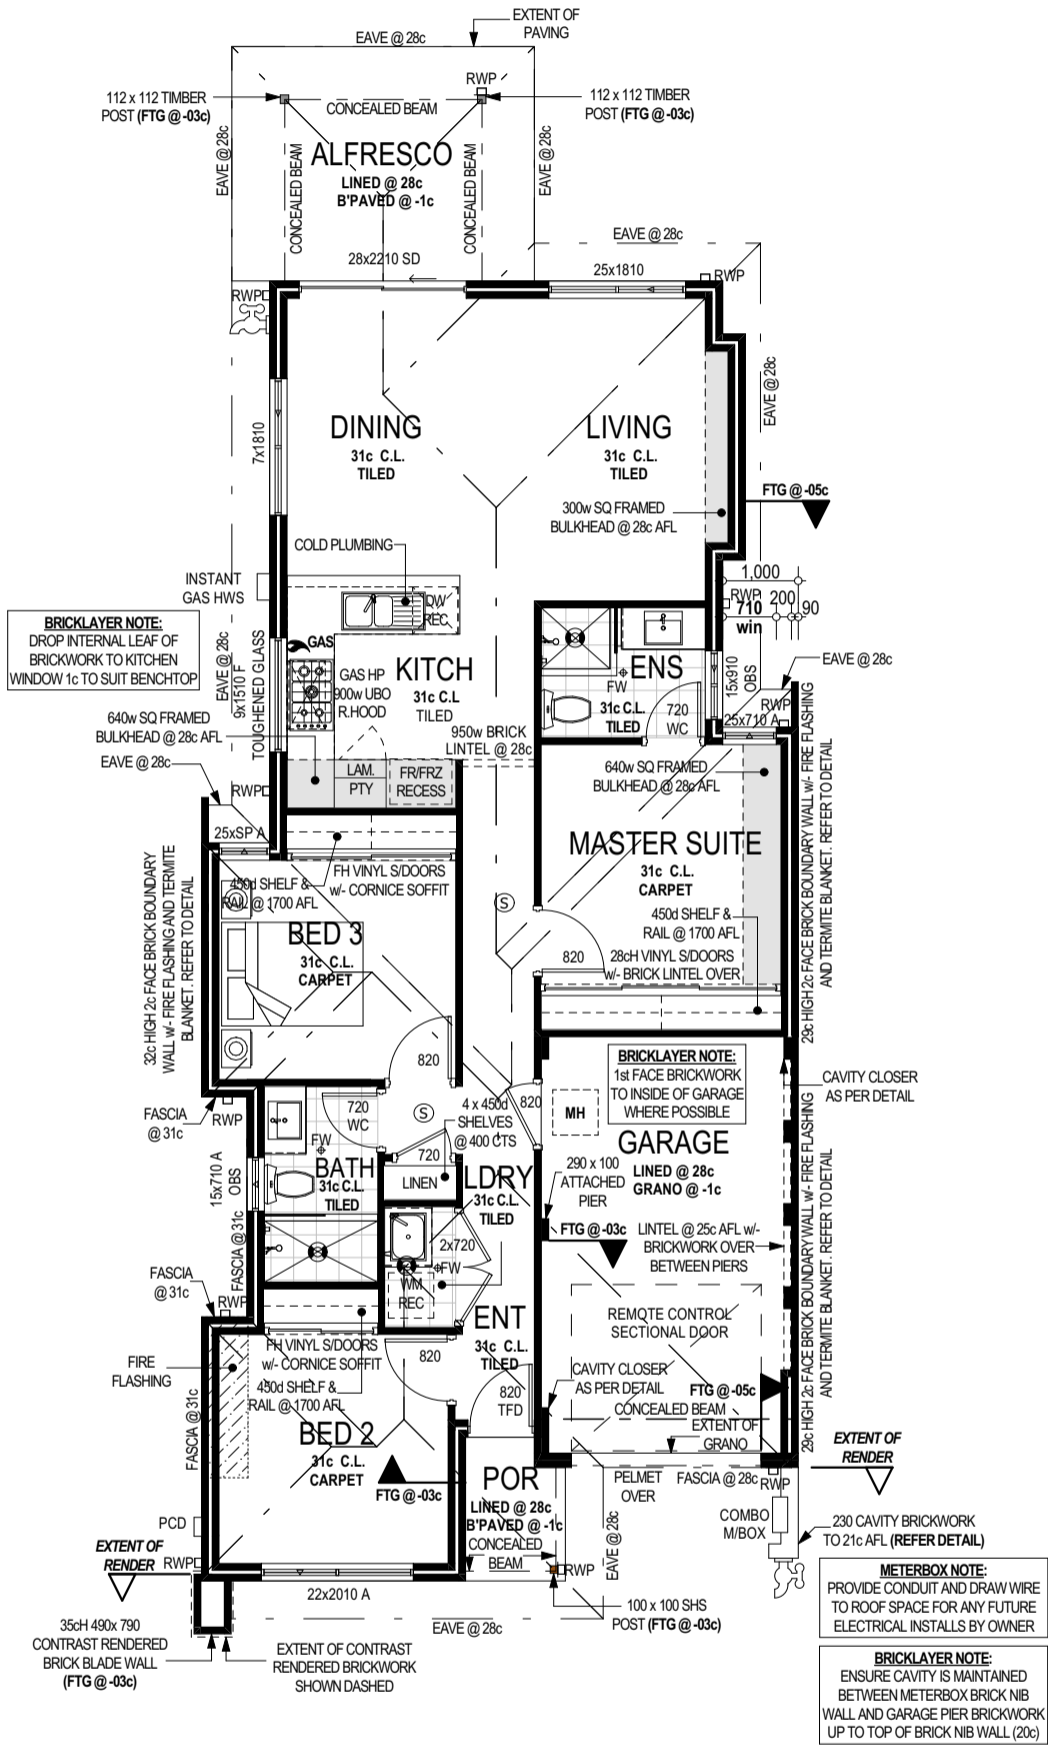 EXTENT OF
PAVING
EAVE @ 28c
RWP
112 x 112 TIMBER
POST (FTG @ -03c)
CONCEALED BEAM
112 x 112 TIMBER
POST (FTG @ -03c)
EAVE @ 28c
CONCEALED BEAM
ALFRESCO
LINED @ 28c
B'PAVED @ -1c
CONCEALED BEAM
EAVE @ 28c
EAVE @ 28c
28x2210 SD
25x1810
RWP
RWP
EAVE @ 28c
7x1810
DINING
31c C.L.
TILED
LIVING
31c C.L.
TILED
FTG @ -05c
300w SQ FRAMED
BULKHEAD @ 28c AFL
COLD PLUMBING
INSTANT
GAS HWS
DW
REC
1,000
RWP
200
90
710
win
BRICKLAYER NOTE:
DROP INTERNAL LEAF OF
BRICKWORK TO KITCHEN
WINDOW 1c TO SUIT BENCHTOP
EAVE @ 28c
9x1510 F
TOUGHENED GLASS
GAS
GAS HP
900w UBO
R.HOOD
KITCH
31c C.L
TILED
ENS
31c C.L.
TILED
FW
720
WC
15x910
OBS
EAVE @ 28c
RWP
25x710 A
640w SQ FRAMED
BULKHEAD @ 28c AFL
950w BRICK
LINTEL @ 28c
EAVE @ 28c
LAM.
PTY
FR/FRZ
RECESS
640w SQ FRAMED
BULKHEAD @ 28c AFL
RWP
25xSP A
MASTER SUITE
31c C.L.
CARPET
FH VINYL S/DOORS
w/- CORNICE SOFFIT
450d SHELF &
RAIL @ 1700 AFL
S
BED 3
31c C.L.
CARPET
450d SHELF &
RAIL @ 1700 AFL
28cH VINYL S/DOORS
w/- BRICK LINTEL OVER
820
32c HIGH 2c FACE BRICK BOUNDARY
WALL w/- FIRE FLASHING AND TERMITE
BLANKET. REFER TO DETAIL
29c HIGH 2c FACE BRICK BOUNDARY WALL w/- FIRE FLASHING
AND TERMITE BLANKET. REFER TO DETAIL
820
BRICKLAYER NOTE:
1st FACE BRICKWORK
TO INSIDE OF GARAGE
WHERE POSSIBLE
CAVITY CLOSER
AS PER DETAIL
FASCIA
@ 31c
RWP
720
WC
S
4 x 450d
SHELVES
@ 400 CTS
820
MH
GARAGE
LINED @ 28c
GRANO @ -1c
FW
BATH
31c C.L.
TILED
720
LINEN
LDRY
31c C.L.
TILED
290 x 100
ATTACHED
PIER
15x710 A
OBS
FTG @ -03c
LINTEL @ 25c AFL w/-
BRICKWORK OVER
BETWEEN PIERS
29c HIGH 2c FACE BRICK BOUNDARY WALL w/- FIRE FLASHING
AND TERMITE BLANKET. REFER TO DETAIL
FASCIA @ 31c
2x720
FW
WM
REC
FASCIA
@ 31c
RWP
ENT
31c C.L.
TILED
REMOTE CONTROL
SECTIONAL DOOR
FIRE
FLASHING
FH VINYL S/DOORS
w/- CORNICE SOFFIT
820
450d SHELF &
RAIL @ 1700 AFL
820
TFD
CAVITY CLOSER
AS PER DETAIL
FTG @ -05c
CONCEALED BEAM
EXTENT OF
GRANO
FASCIA @ 31c
BED 2
31c C.L.
CARPET
FTG @ -03c
POR
LINED @ 28c
B'PAVED @ -1c
CONCEALED
BEAM
PELMET
OVER
FASCIA @ 28c
RWP
EXTENT OF
RENDER
COMBO
M/BOX
230 CAVITY BRICKWORK
TO 21c AFL (REFER DETAIL)
PCD
EXTENT OF
RENDER
RWP
EAVE @ 28c
RWP
22x2010 A
METERBOX NOTE:
PROVIDE CONDUIT AND DRAW WIRE
TO ROOF SPACE FOR ANY FUTURE
ELECTRICAL INSTALLS BY OWNER
100 x 100 SHS
POST (FTG @ -03c)
EAVE @ 28c
35cH 490x 790
CONTRAST RENDERED
BRICK BLADE WALL
(FTG @ -03c)
EXTENT OF CONTRAST
RENDERED BRICKWORK
SHOWN DASHED
BRICKLAYER NOTE:
ENSURE CAVITY IS MAINTAINED
BETWEEN METERBOX BRICK NIB
WALL AND GARAGE PIER BRICKWORK
UP TO TOP OF BRICK NIB WALL (20c)